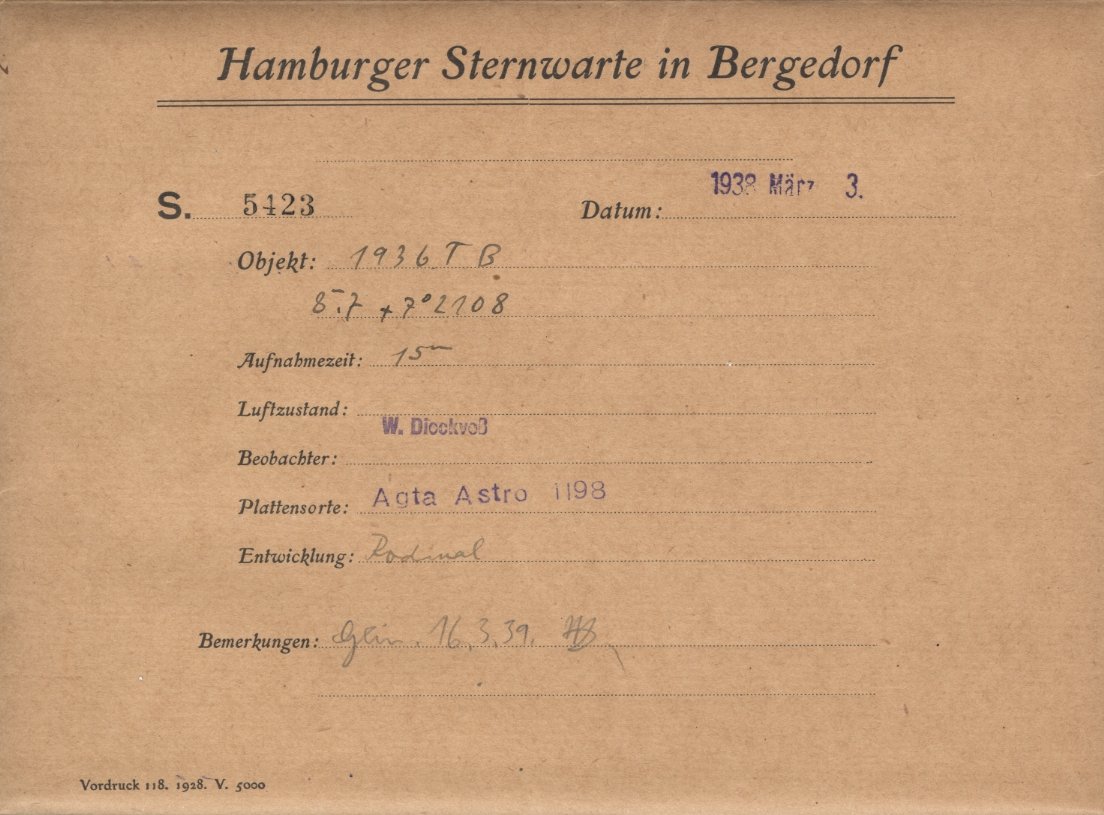 Hamburger Sternwarte in Bergedorf
S. 5423 Datum: 1938 März 3.
Objekt: 1936 TB
8.7 +7°2108
Aufnahmezeit: 15m
Luftzustand:
W. Dieckvoß
Beobachter:
Plattensorte: Agfa Astro 1198
Entwicklung: Rodinal
Bemerkungen: 16.3.39.
Vordruck 118. 1928. V. 5000